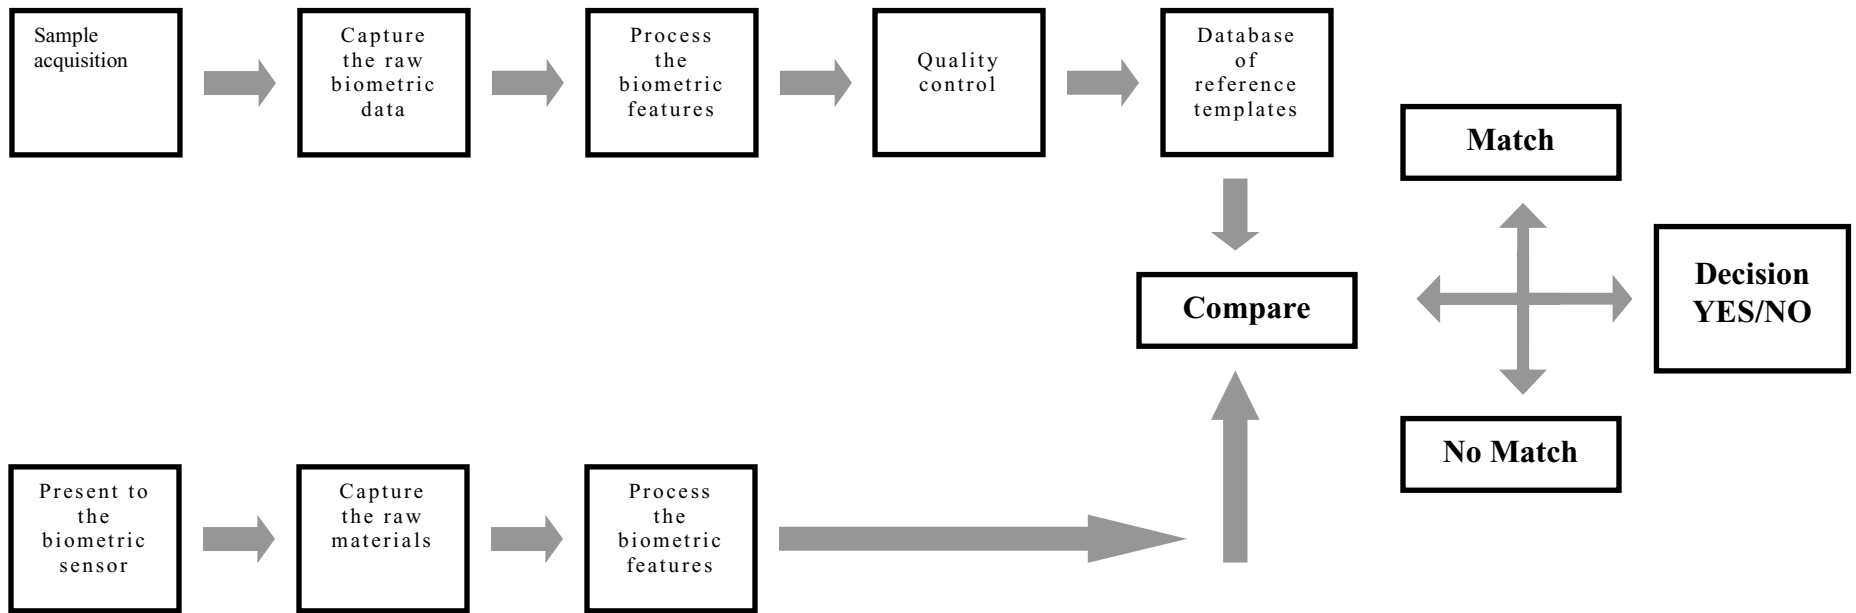 Sample
acquisition
Capture
the raw
biometric
data
Process
the
biometric
features
Quality
control
Database
of
reference
templates
Match
Compare
Decision
YES/NO
No Match
Present to
the
biometric
sensor
Capture
the raw
materials
Process
the
biometric
features